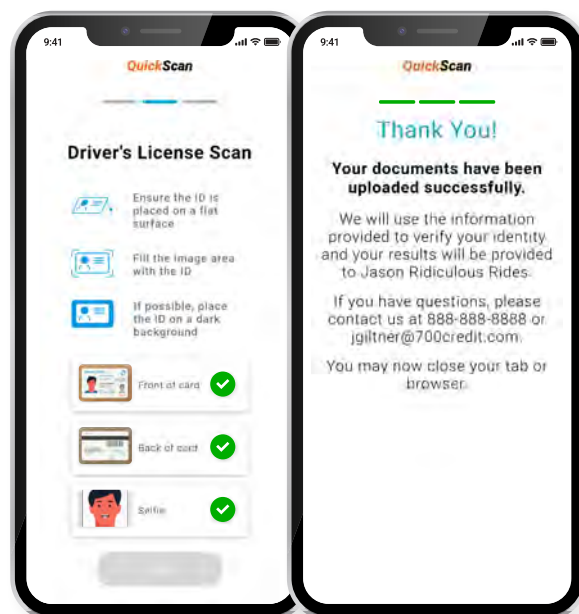 9:41
QuickScan
Driver's License Scan
Ensure the ID is
placed on a flat
surface
Fill the image area
with the ID
If possible, place
the ID on a dark
background
Front of card
Back of card
Selfie
9:41
QuickScan
Thank You!
Your documents have been
uploaded successfully.
We will use the information
provided to verify your identity
and your results will be provided
to Jason Ridiculous Rides.
If you have questions, please
contact us at 888-888-8888 or
jgiltner@700credit.com.
You may now close your tab or
browser.